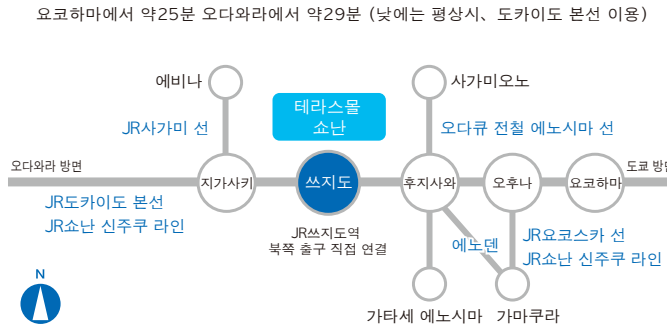 요코하마에서 약25분 오다와라에서 약29분 (낮에는 평상시、도카이도 본선 이용)
에비나
사가미오노
테라스몰
쇼난
JR사가미 선
오다큐 전철 에노시마 선
오다와라 방면
도쿄 방면
지가사키
쓰지도
후지사와
오후나
요코하마
JR도카이도 본선
JR쇼난 신주쿠 라인
JR쓰지도역
북쪽 출구 직접 연결
에노덴
JR요코스카 선
JR쇼난 신주쿠 라인
N
가타세 에노시마
가마쿠라